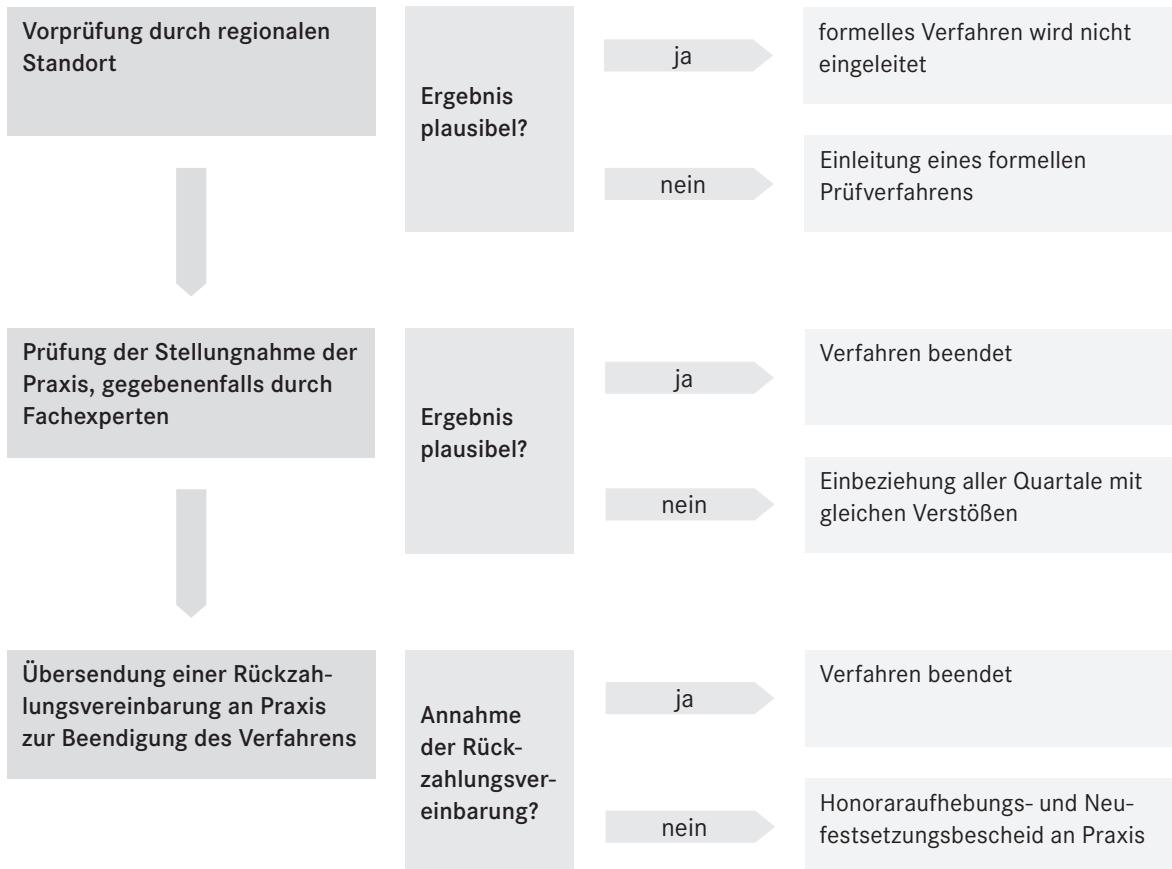 Vorprüfung durch regionalen
Standort
Ergebnis
plausibel?
ja
formelles Verfahren wird nicht
eingeleitet
nein
Einleitung eines formellen
Prüfverfahrens
Prüfung der Stellungnahme der
Praxis, gegebenenfalls durch
Fachexperten
Ergebnis
plausibel?
ja
Verfahren beendet
nein
Einbeziehung aller Quartale mit
gleichen Verstößen
Übersendung einer Rückzah-
lungsvereinbarung an Praxis
zur Beendigung des Verfahrens
Annahme
der Rück-
zahlungsver-
einbarung?
ja
Verfahren beendet
nein
Honoraraufhebungs- und Neu-
festsetzungsbescheid an Praxis